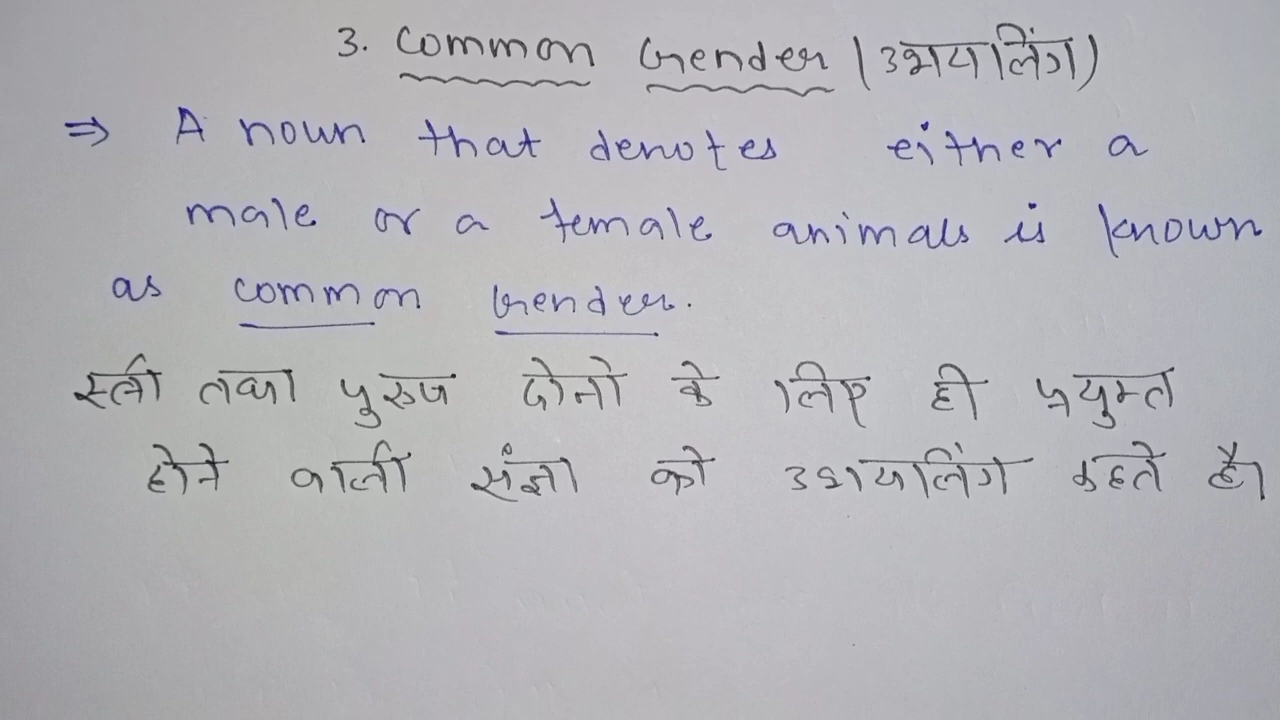 3. Common Gender (उभयलिंग)
⇒ A noun that denotes either a
male or a female animals is known
as common Gender.
स्त्री तथा पुरुष दोनो के लिए ही प्रयुक्त
होने वाली संज्ञा को उभयलिंग कहते है।